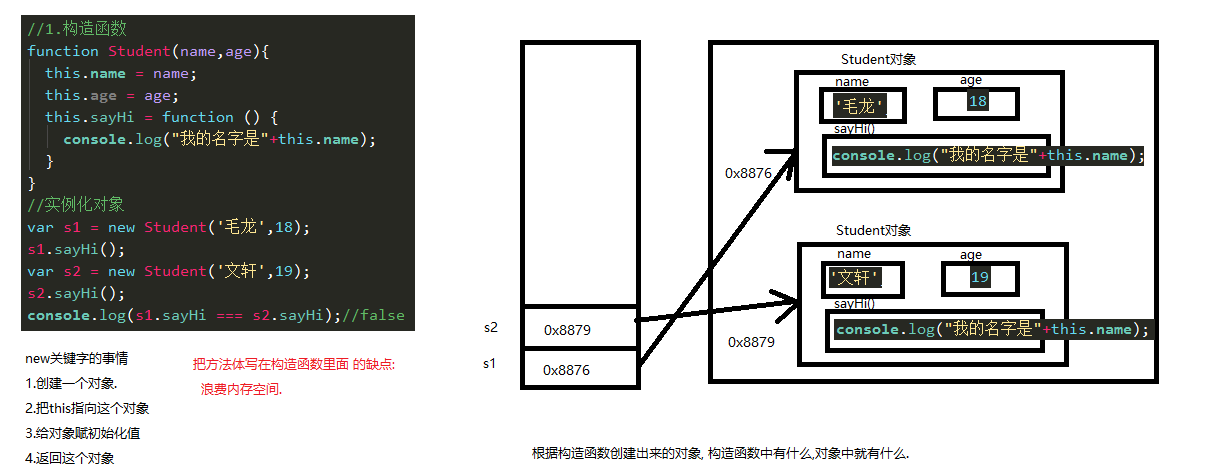 //1.构造函数
function Student(name,age){
this.name = name;
this.age = age;
this.sayHi = function () {
console.log("我的名字是"+this.name);
}
}
//实例化对象
var s1 = new Student('毛龙',18);
s1.sayHi();
var s2 = new Student('文轩',19);
s2.sayHi();
console.log(s1.sayHi === s2.sayHi);//false
new关键字的事情
1.创建一个对象.
2.把this指向这个对象
3.给对象赋初始化值
4.返回这个对象
把方法体写在构造函数里面 的缺点:
浪费内存空间.
s2
0x8879
s1
0x8876
Student对象
name
age
'毛龙'
18
sayHi()
console.log("我的名字是"+this.name);
0x8876
Student对象
name
age
'文轩'
19
sayHi()
console.log("我的名字是"+this.name);
0x8879
根据构造函数创建出来的对象, 构造函数中有什么,对象中就有什么.